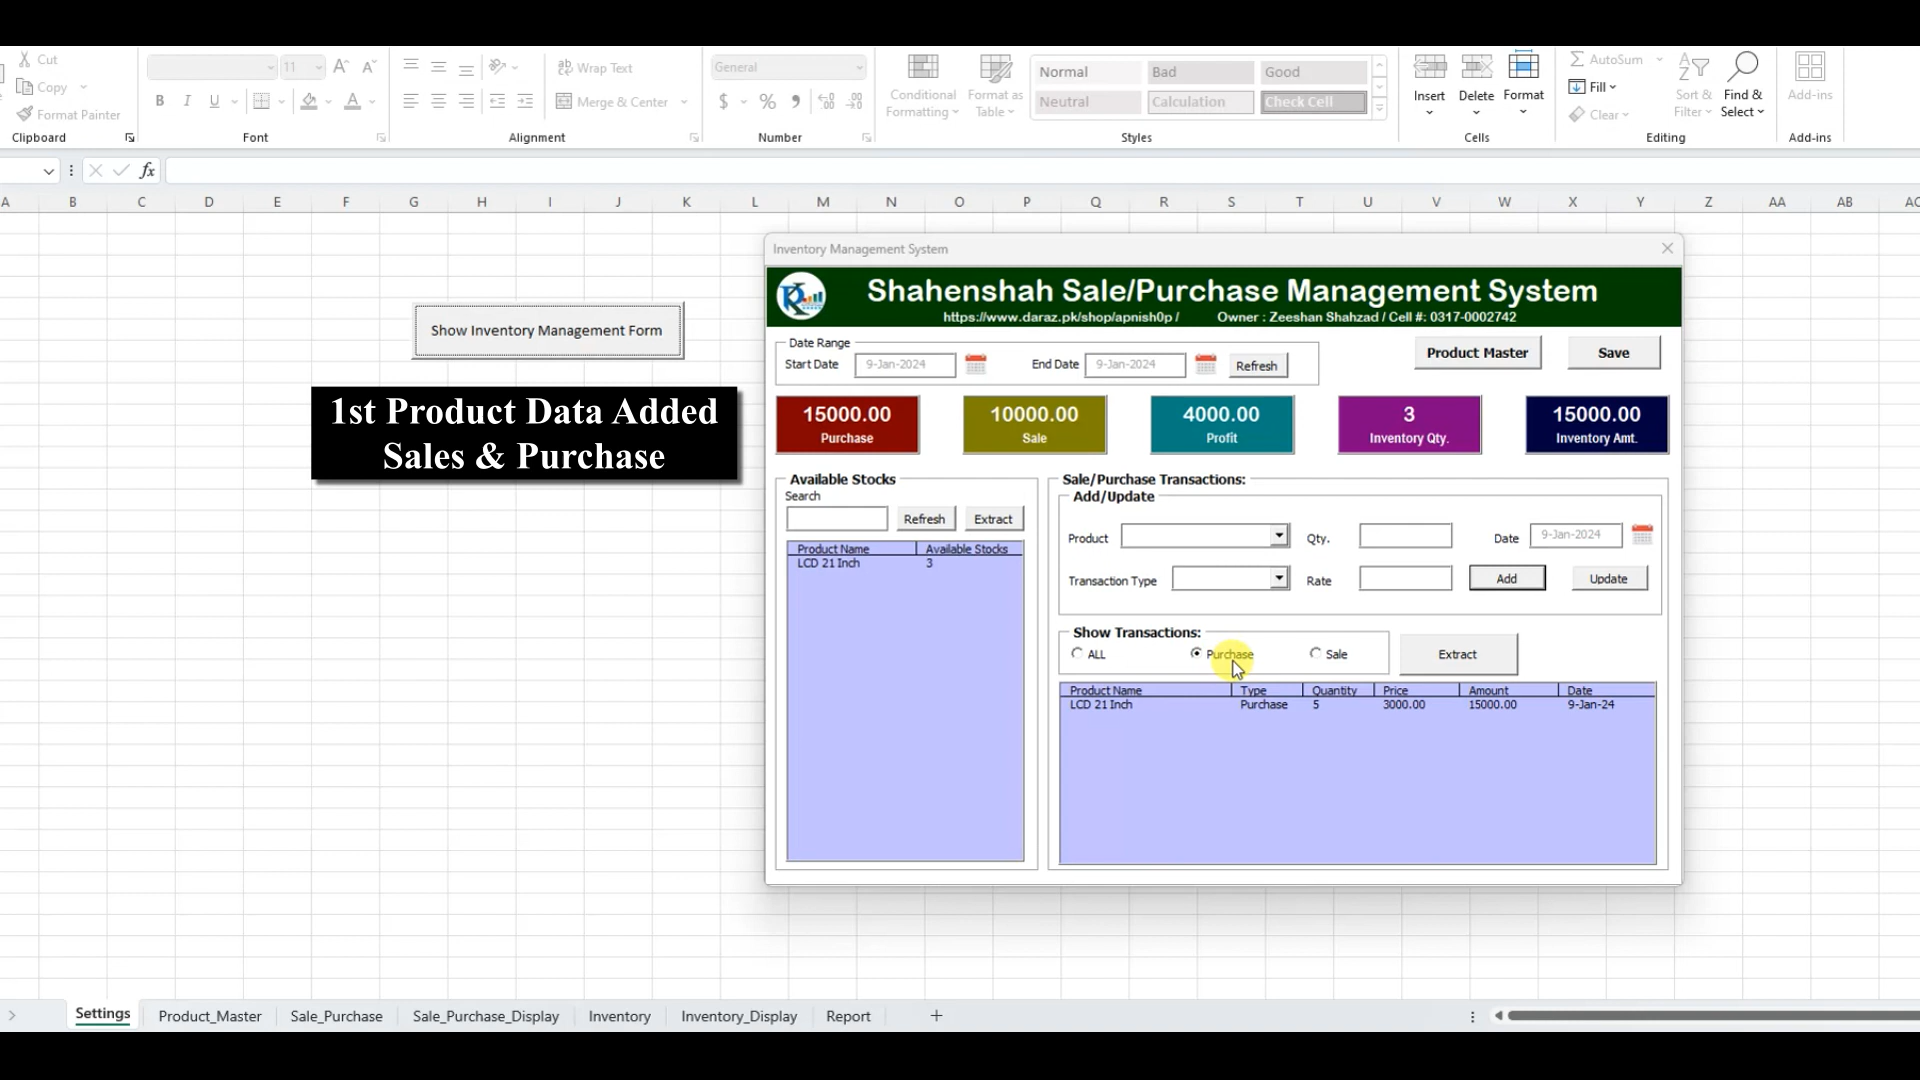 Cut
Copy
Format Painter
Clipboard
11
B I U
Font
Wrap Text
Merge & Center
Alignment
General
$ % 9
Number
Conditional Formatting
Format as Table
Normal Bad Good
Neutral Calculation Check Cell
Styles
Insert Delete Format
Cells
AutoSum
Fill
Clear
Sort & Filter
Find & Select
Editing
Add-ins
Add-ins
fx
A B C D E F G H I J K L M N O P Q R S T U V W X Y Z AA AB AC
Show Inventory Management Form
1st Product Data Added
Sales & Purchase
Inventory Management System
Shahenshah Sale/Purchase Management System
https://www.daraz.pk/shop/apnish0p / Owner : Zeeshan Shahzad / Cell #: 0317-0002742
Date Range
Start Date 9-Jan-2024 End Date 9-Jan-2024 Refresh
Product Master Save
15000.00 10000.00 4000.00 3 15000.00
Purchase Sale Profit Inventory Qty. Inventory Amt.
Available Stocks
Search
Refresh Extract
Product Name Available Stocks
LCD 21 Inch 3
Sale/Purchase Transactions:
Add/Update
Product Qty. Date 9-Jan-2024
Transaction Type Rate Add Update
Show Transactions:
ALL Purchase Sale Extract
Product Name Type Quantity Price Amount Date
LCD 21 Inch Purchase 5 3000.00 15000.00 9-Jan-24
Settings Product_Master Sale_Purchase Sale_Purchase_Display Inventory Inventory_Display Report